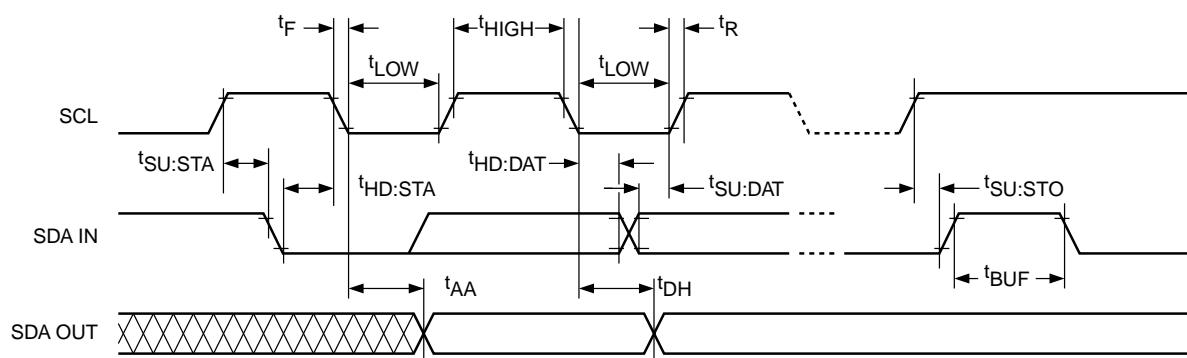 tF
tHIGH
tR
tLOW
tLOW
SCL
tSU:STA
tHD:STA
tHD:DAT
tSU:DAT
tSU:STO
SDA IN
tAA
tDH
tBUF
SDA OUT